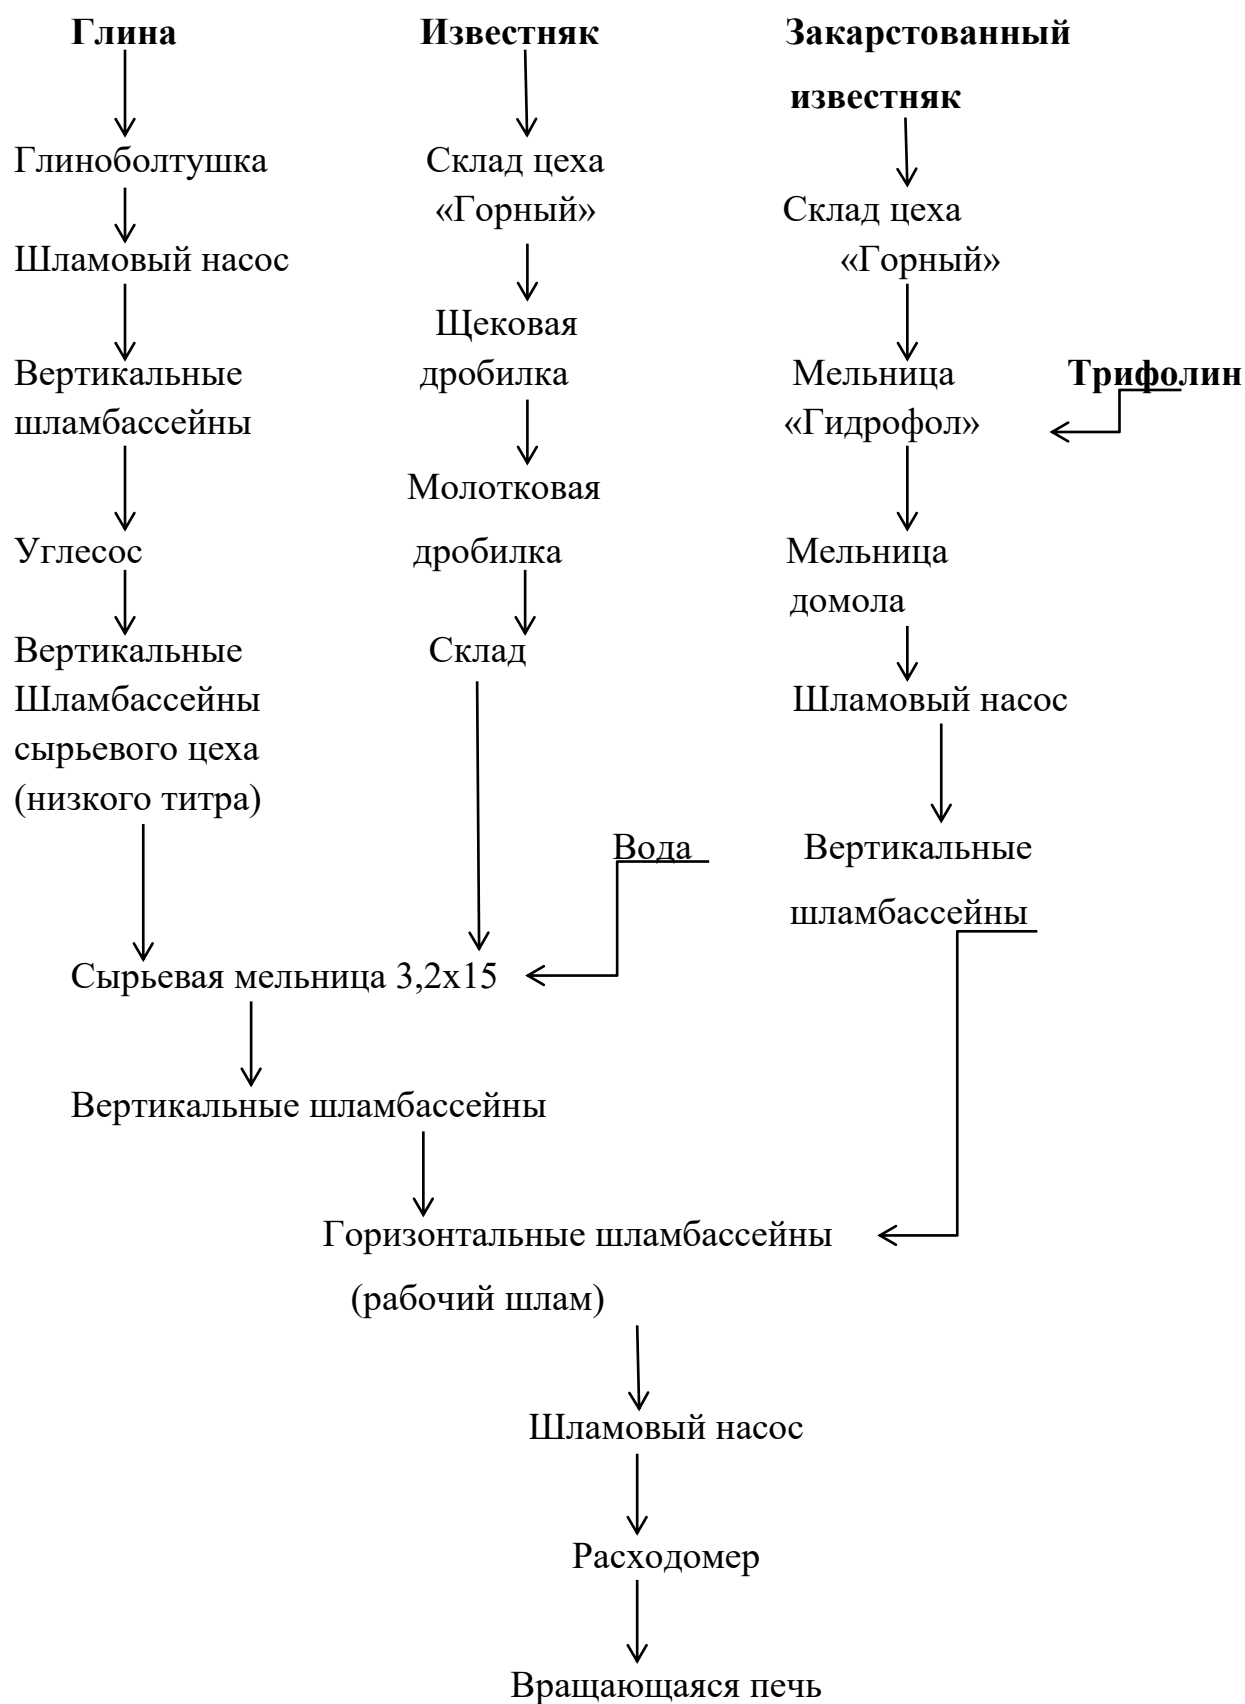 Глина
Известняк
Закарстованный
известняк
Глиноболтушка
Шламовый насос
Вертикальные
шламбассейны
Углесос
Вертикальные
Шламбассейны
сырьевого цеха
(низкого титра)
Склад цеха
«Горный»
Щековая
дробилка
Молотковая
дробилка
Склад
Склад цеха
«Горный»
Мельница
«Гидрофол»
Трифолин
Мельница
домола
Шламовый насос
Вертикальные
шламбассейны
Вода
Сырьевая мельница 3,2х15
Вертикальные шламбассейны
Горизонтальные шламбассейны
(рабочий шлам)
Шламовый насос
Расходомер
Вращающаяся печь